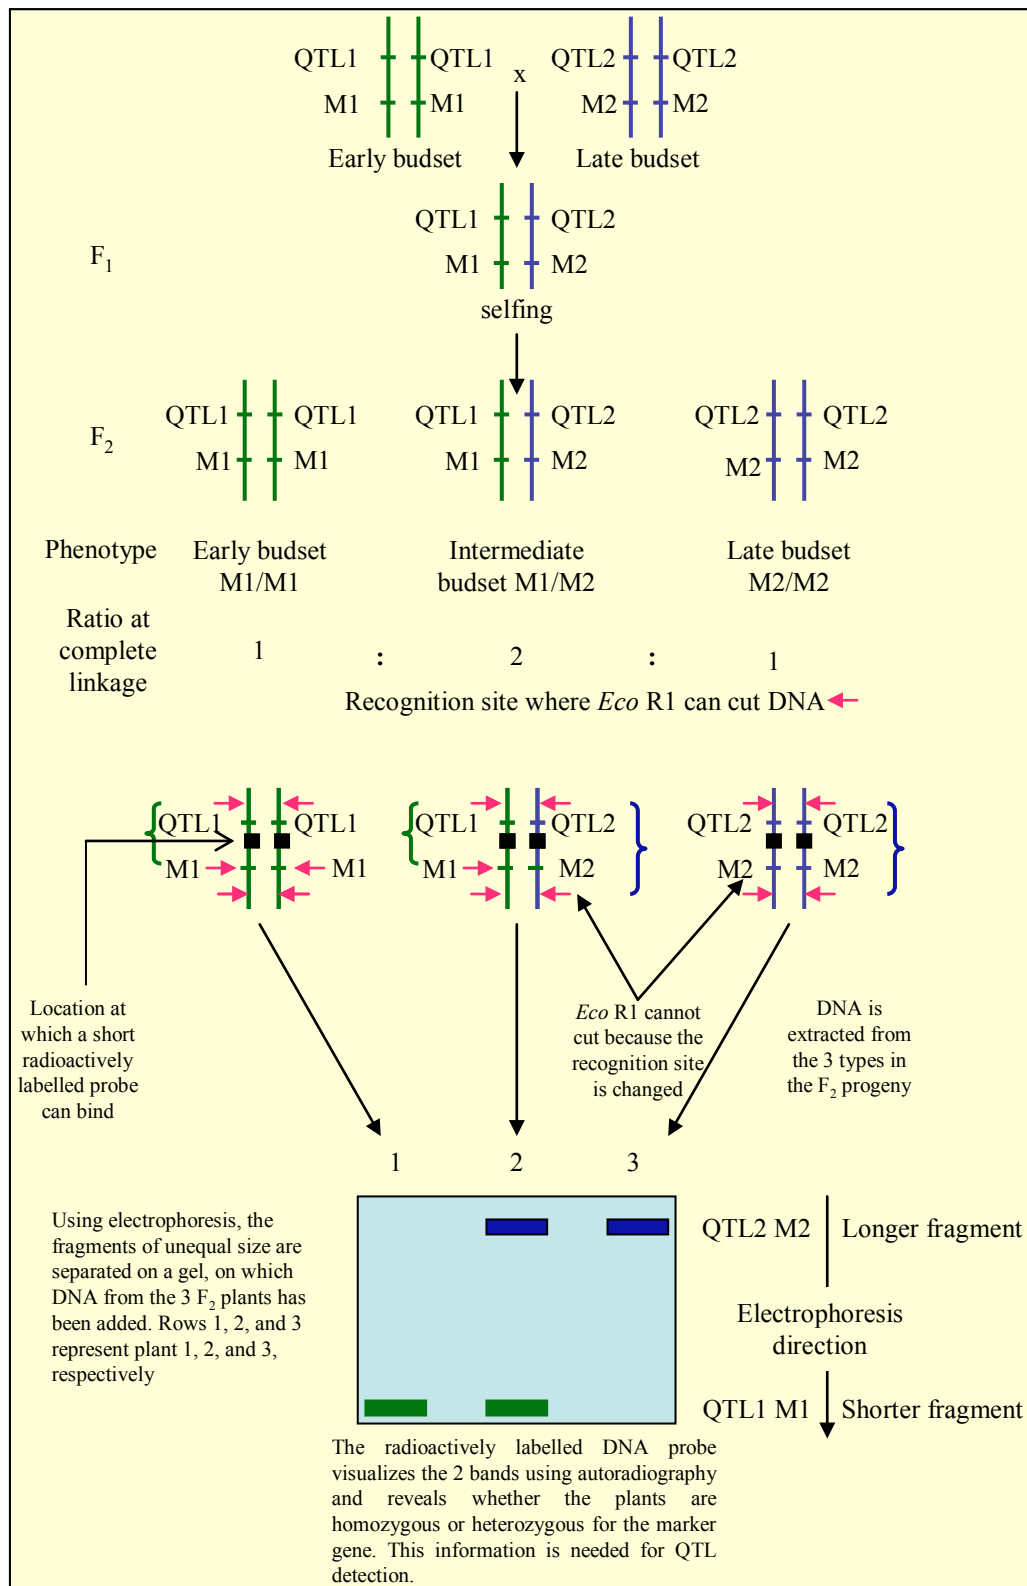 QTL1 QTL1 x QTL2 QTL2
M1 M1 M2 M2
Early budset Late budset
QTL1 QTL2
F1
M1 M2
selfing
QTL1 QTL1 QTL1 QTL2 QTL2 QTL2
F2
M1 M1 M1 M2 M2 M2
Phenotype Early budset Intermediate Late budset
M1/M1 budset M1/M2 M2/M2
Ratio at
complete
linkage
1 : 2 : 1
Recognition site where Eco R1 can cut DNA
QTL1 QTL1 QTL1 QTL2 QTL2 QTL2
M1 M1 M1 M2 M2 M2
Location at
which a short
radioactively
labelled probe
can bind
Eco R1 cannot
cut because the
recognition site
is changed
DNA is
extracted from
the 3 types in
the F2 progeny
1 2 3
Using electrophoresis, the
fragments of unequal size are
separated on a gel, on which
DNA from the 3 F2 plants has
been added. Rows 1, 2, and 3
represent plant 1, 2, and 3,
respectively
QTL2 M2 Longer fragment
Electrophoresis
direction
QTL1 M1 Shorter fragment
The radioactively labelled DNA probe
visualizes the 2 bands using autoradiography
and reveals whether the plants are
homozygous or heterozygous for the marker
gene. This information is needed for QTL
detection.